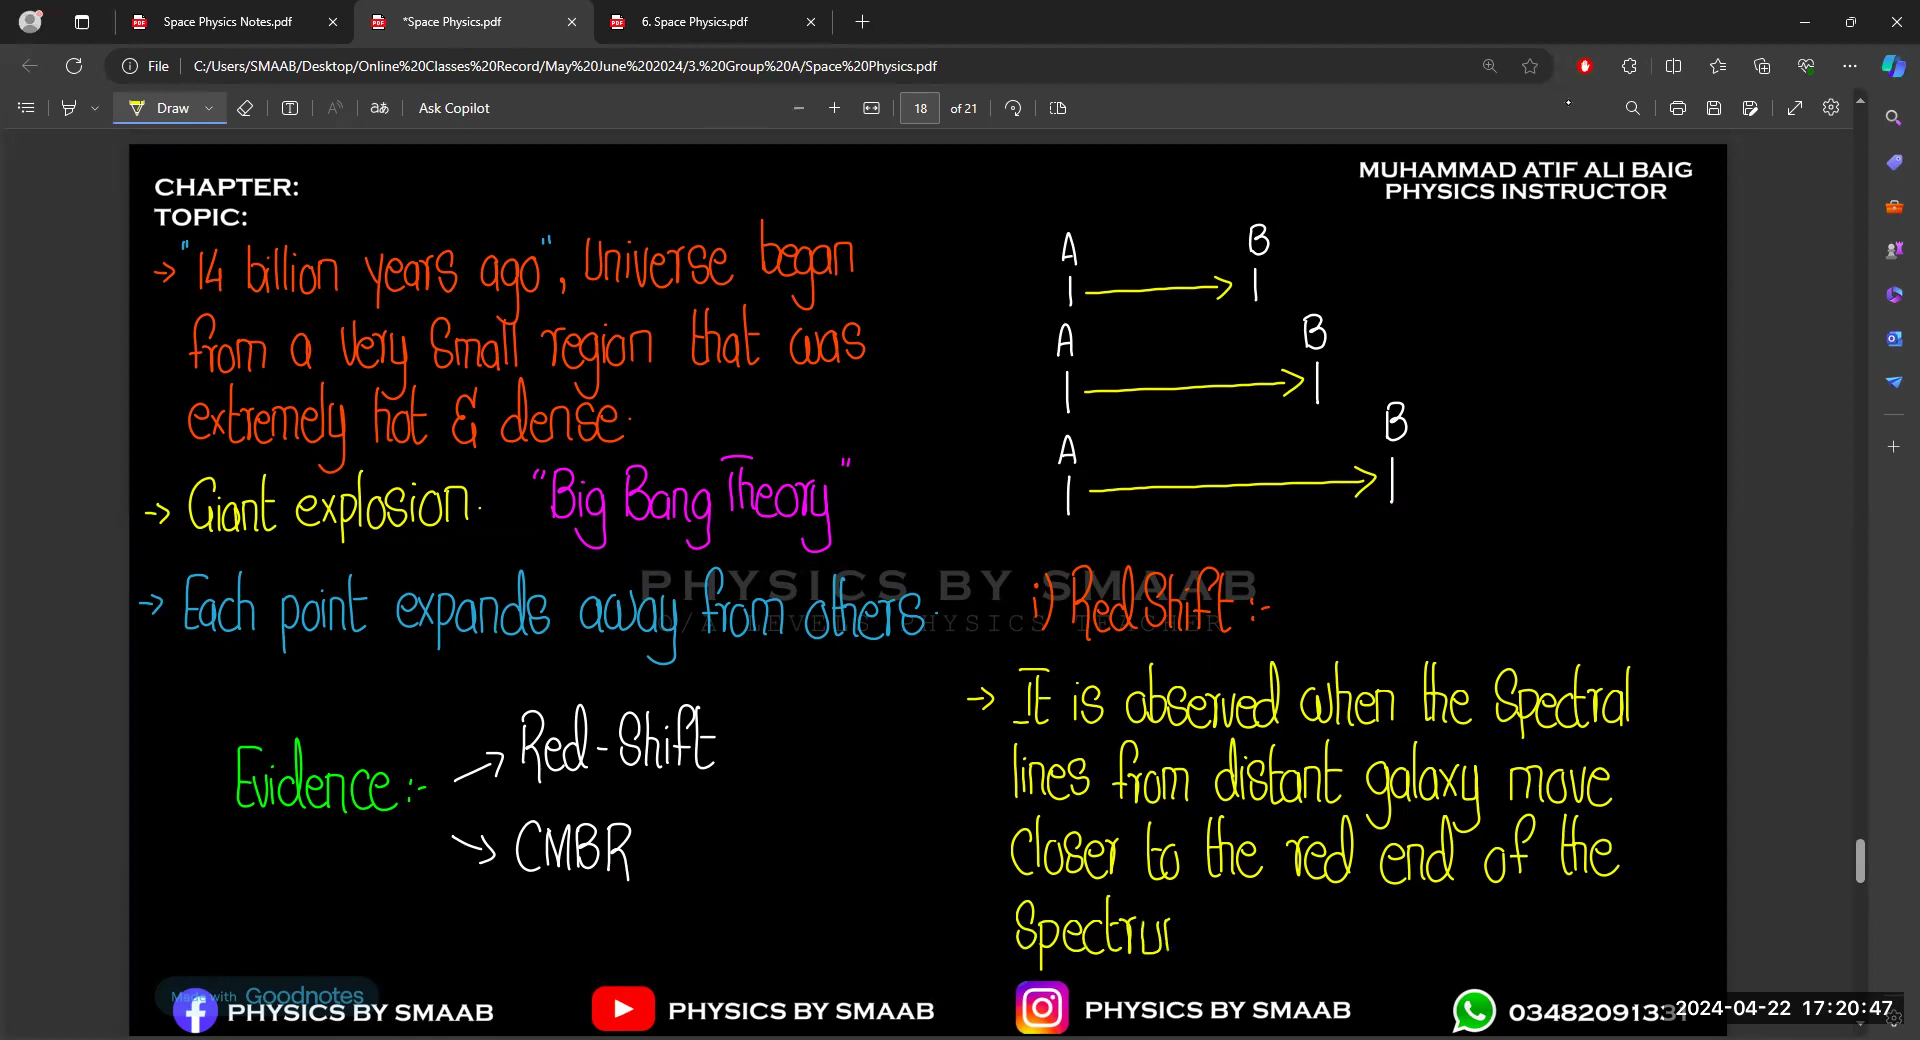 Space Physics Notes.pdf
*Space Physics.pdf
6. Space Physics.pdf
File
C:/Users/SMAAB/Desktop/Online%20Classes%20Record/May%20June%202024/3.%20Group%20A/Space%20Physics.pdf
Draw
Ask Copilot
18 of 21
CHAPTER:
TOPIC:
MUHAMMAD ATIF ALI BAIG
PHYSICS INSTRUCTOR
→ "14 billion years ago", Universe began
from a very small region that was
extremely hot & dense.
→ Giant explosion. "Big Bang Theory"
→ Each point expands away from others.
Evidence:-
→ Red-Shift
→ CMBR
A B
A B
A B
PHYSICS BY SMAAB
O/A LEVELS PHYSICS TEACHER
i) Red Shift:-
→ It is observed when the spectral
lines from distant galaxy move
closer to the red end of the
Made with Goodnotes
PHYSICS BY SMAAB
PHYSICS BY SMAAB
PHYSICS BY SMAAB
2024-04-22 17:20:47